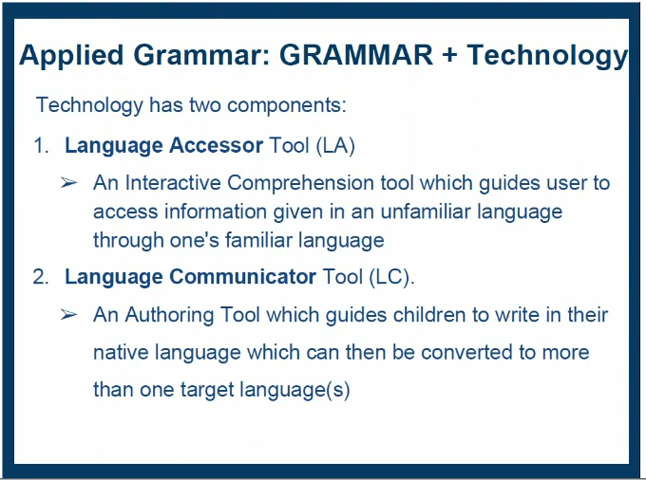 Applied Grammar: GRAMMAR + Technology
Technology has two components:
1. Language Accessor Tool (LA)
➢ An Interactive Comprehension tool which guides user to
access information given in an unfamiliar language
through one's familiar language
2. Language Communicator Tool (LC).
➢ An Authoring Tool which guides children to write in their
native language which can then be converted to more
than one target language(s)